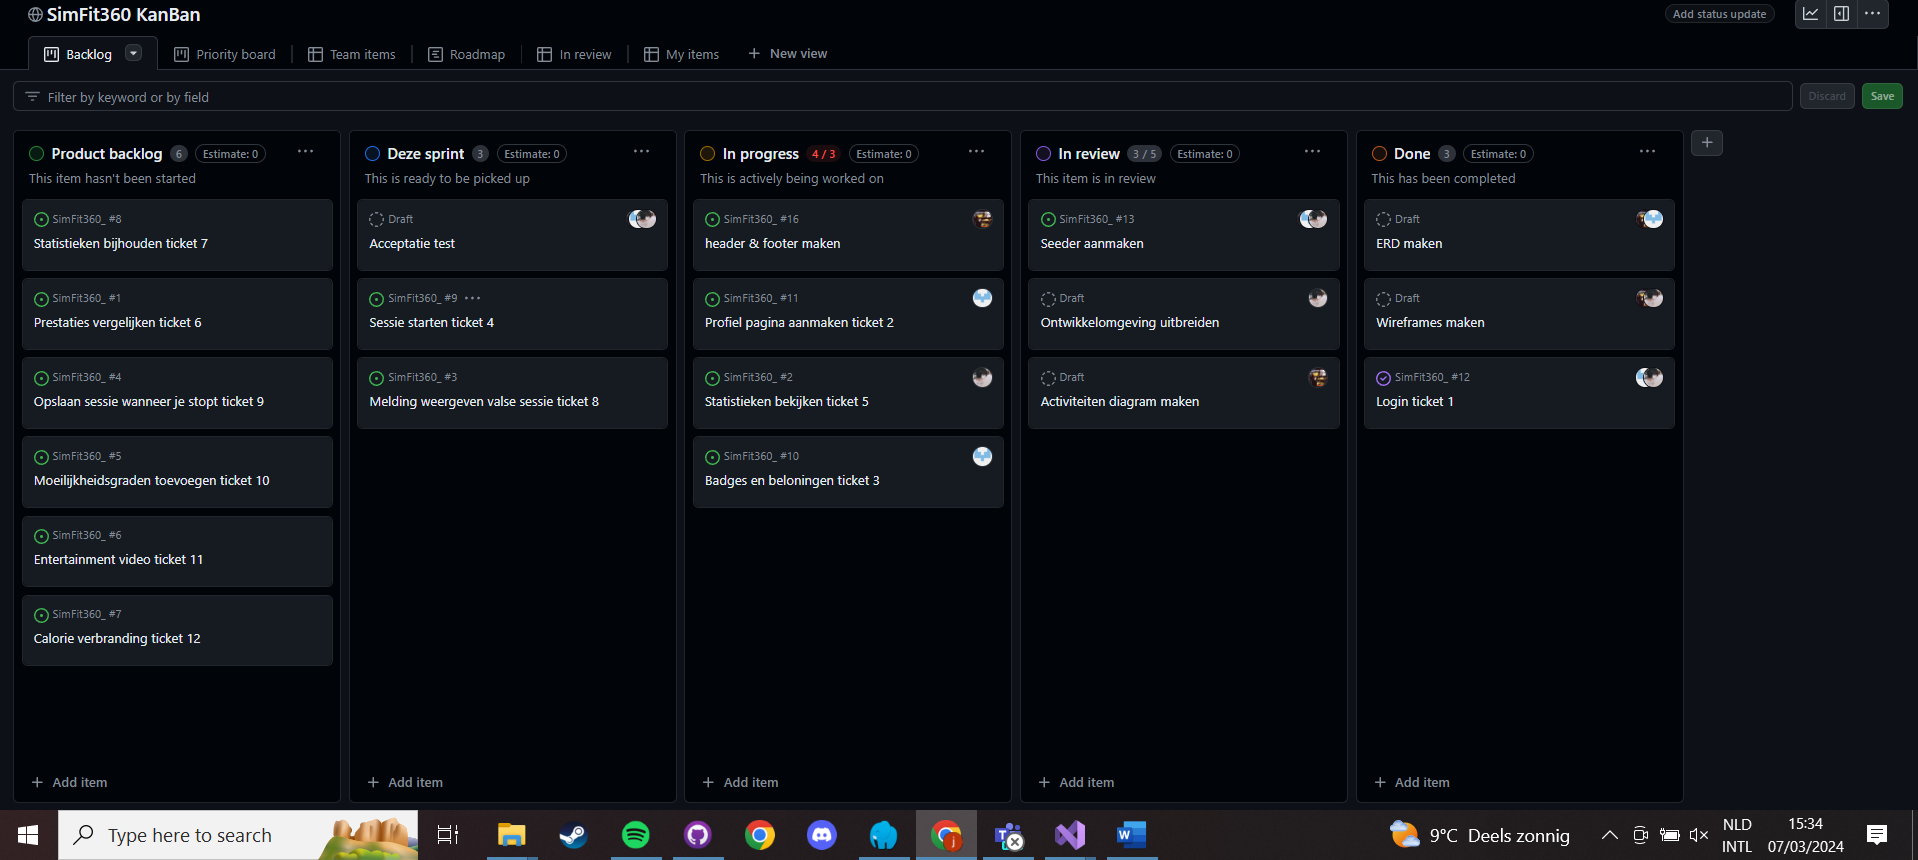 SimFit360 KanBan
Add status update
Backlog
Priority board
Team items
Roadmap
In review
My items
New view
Filter by keyword or by field
Discard
Save
Product backlog 6 Estimate: 0
This item hasn't been started
SimFit360_ #8
Statistieken bijhouden ticket 7
SimFit360_ #1
Prestaties vergelijken ticket 6
SimFit360_ #4
Opslaan sessie wanneer je stopt ticket 9
SimFit360_ #5
Moeilijkheidsgraden toevoegen ticket 10
SimFit360_ #6
Entertainment video ticket 11
SimFit360_ #7
Calorie verbranding ticket 12
Add item
Deze sprint 3 Estimate: 0
This is ready to be picked up
Draft
Acceptatie test
SimFit360_ #9
Sessie starten ticket 4
SimFit360_ #3
Melding weergeven valse sessie ticket 8
Add item
In progress 4 / 3 Estimate: 0
This is actively being worked on
SimFit360_ #16
header & footer maken
SimFit360_ #11
Profiel pagina aanmaken ticket 2
SimFit360_ #2
Statistieken bekijken ticket 5
SimFit360_ #10
Badges en beloningen ticket 3
Add item
In review 3 / 5 Estimate: 0
This item is in review
SimFit360_ #13
Seeder aanmaken
Draft
Ontwikkelomgeving uitbreiden
Draft
Activiteiten diagram maken
Add item
Done 3 Estimate: 0
This has been completed
Draft
ERD maken
Draft
Wireframes maken
SimFit360_ #12
Login ticket 1
Add item
Type here to search
9°C Deels zonnig
NLD
INTL
15:34
07/03/2024